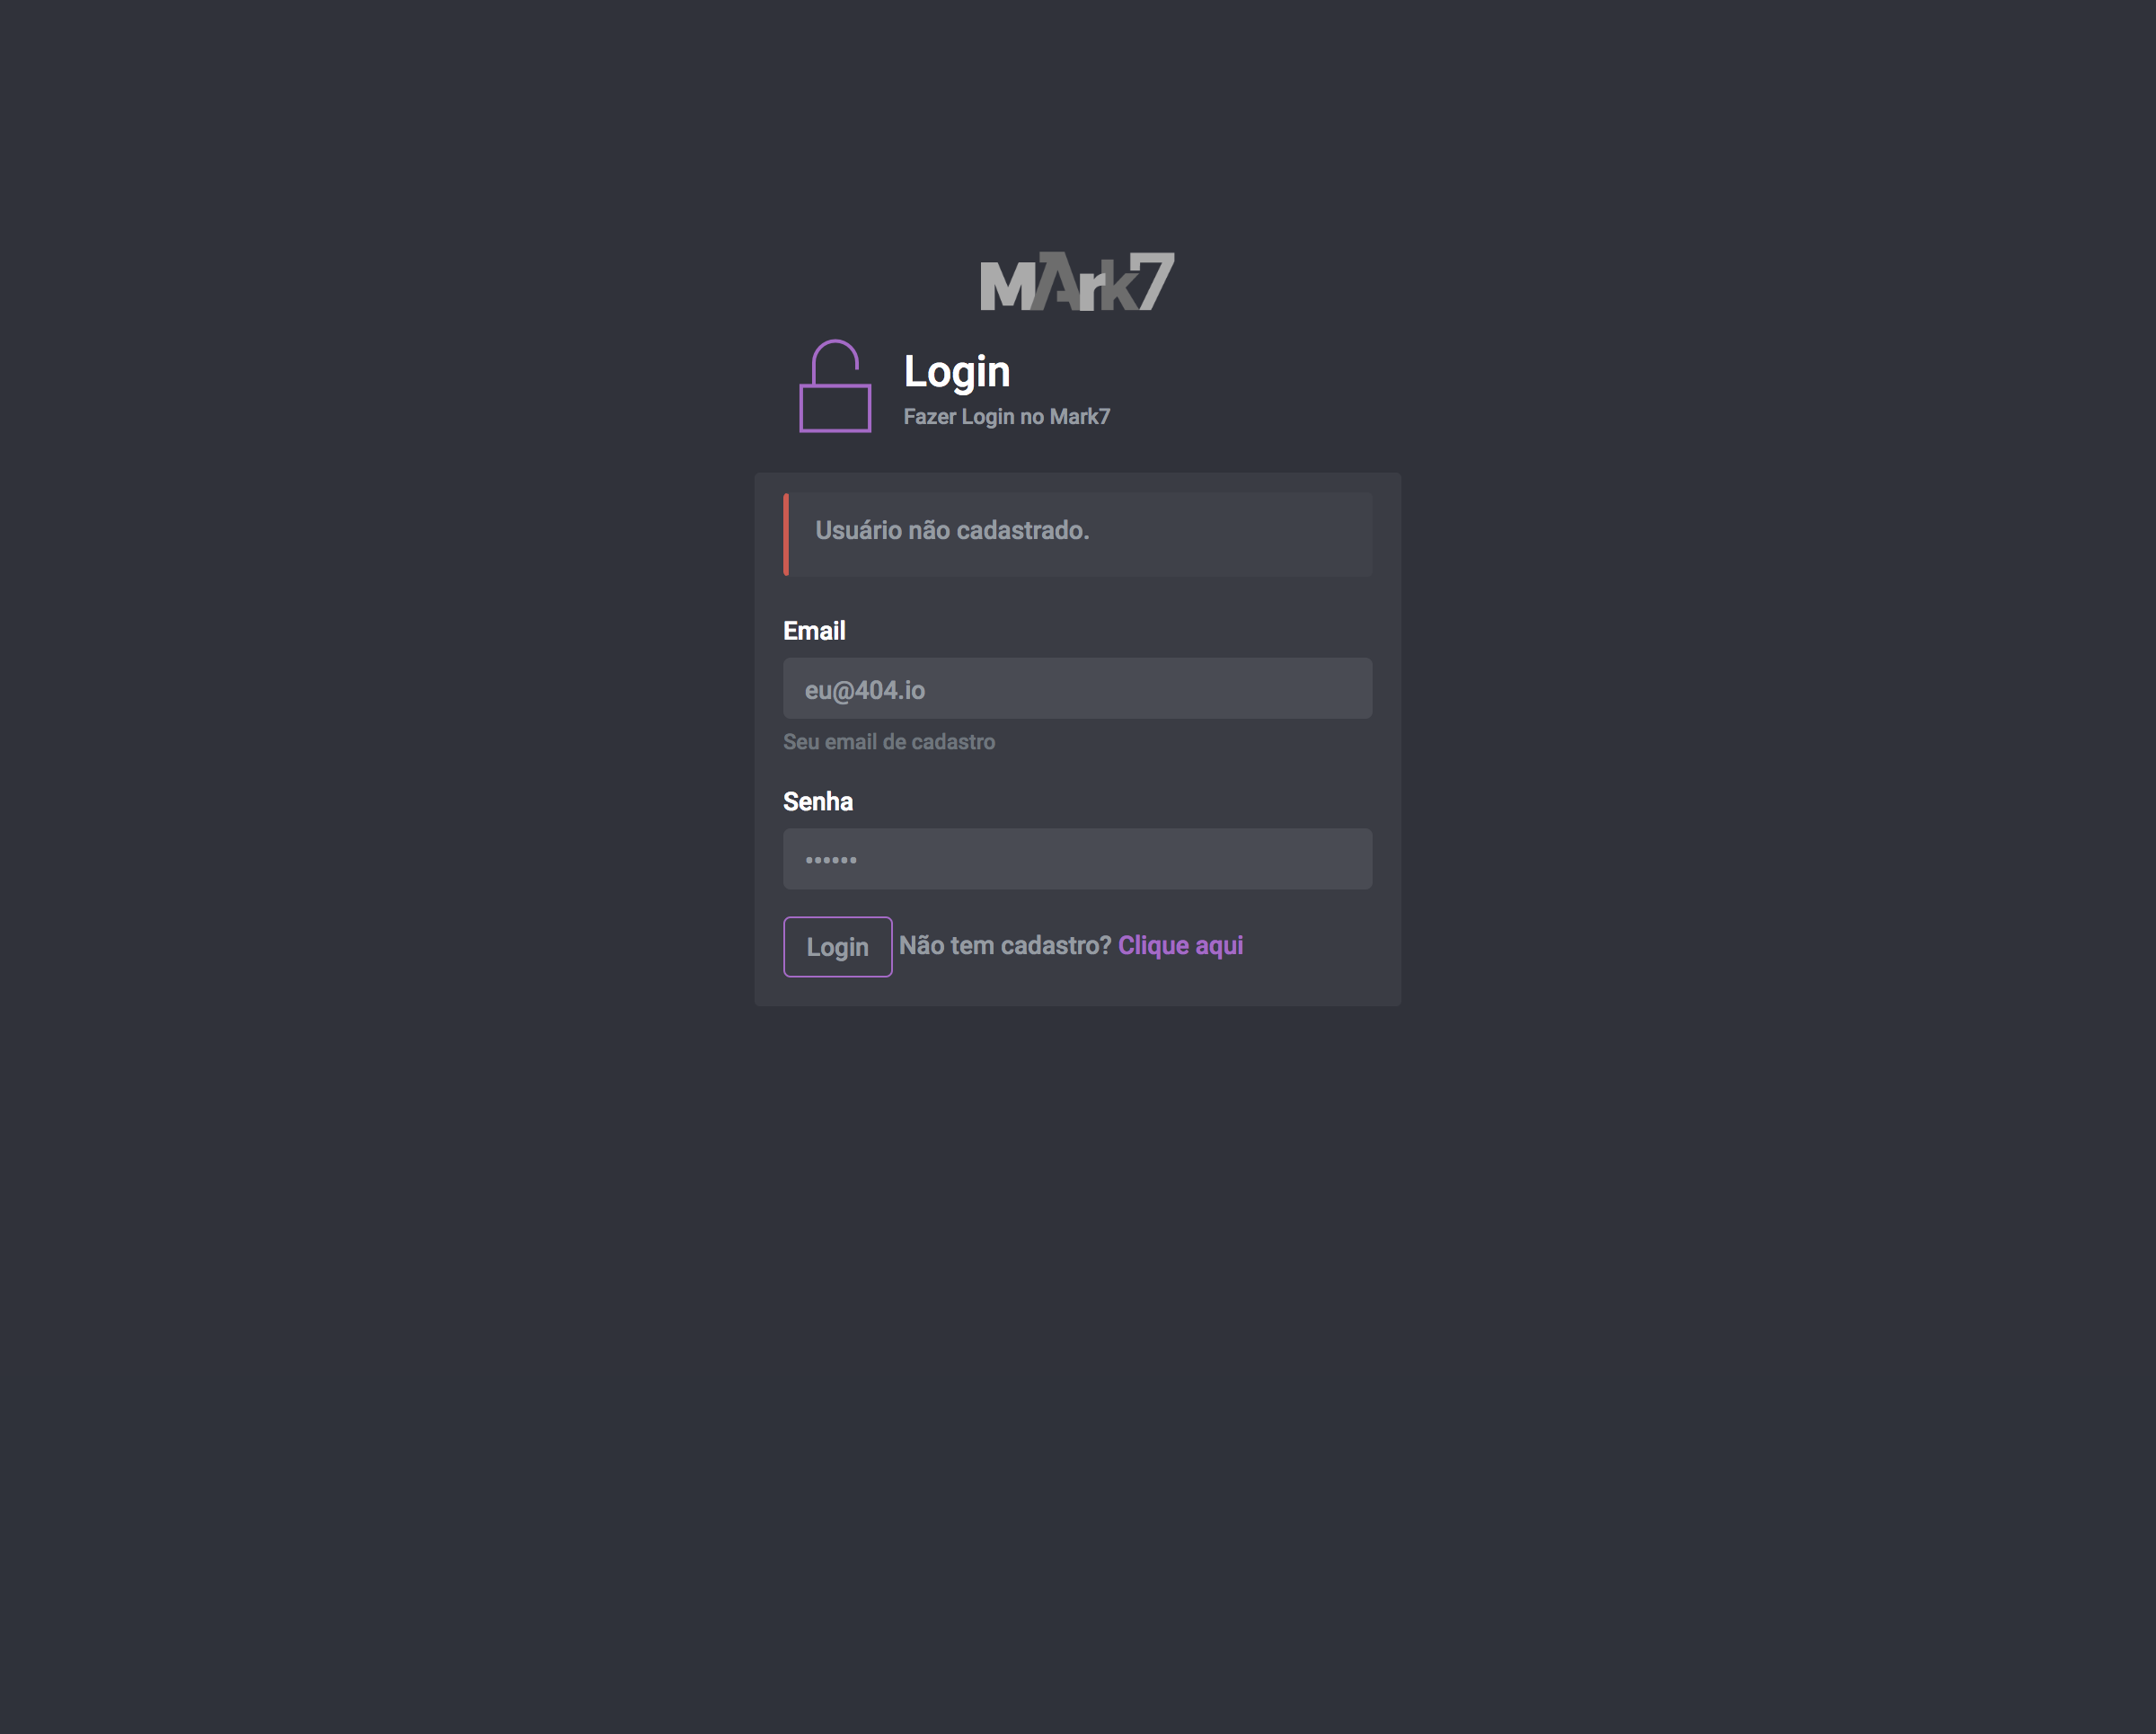 MArk7
Login
Fazer Login no Mark7
Usuário não cadastrado.
Email
eu@404.io
Seu email de cadastro
Senha
••••••
Login Não tem cadastro? Clique aqui